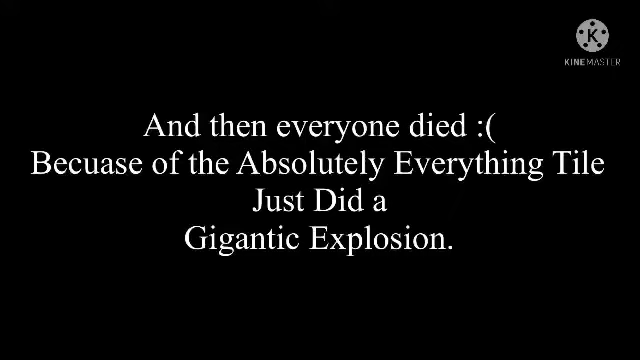 K
KINEMASTER
And then everyone died :(
Becuase of the Absolutely Everything Tile
Just Did a
Gigantic Explosion.